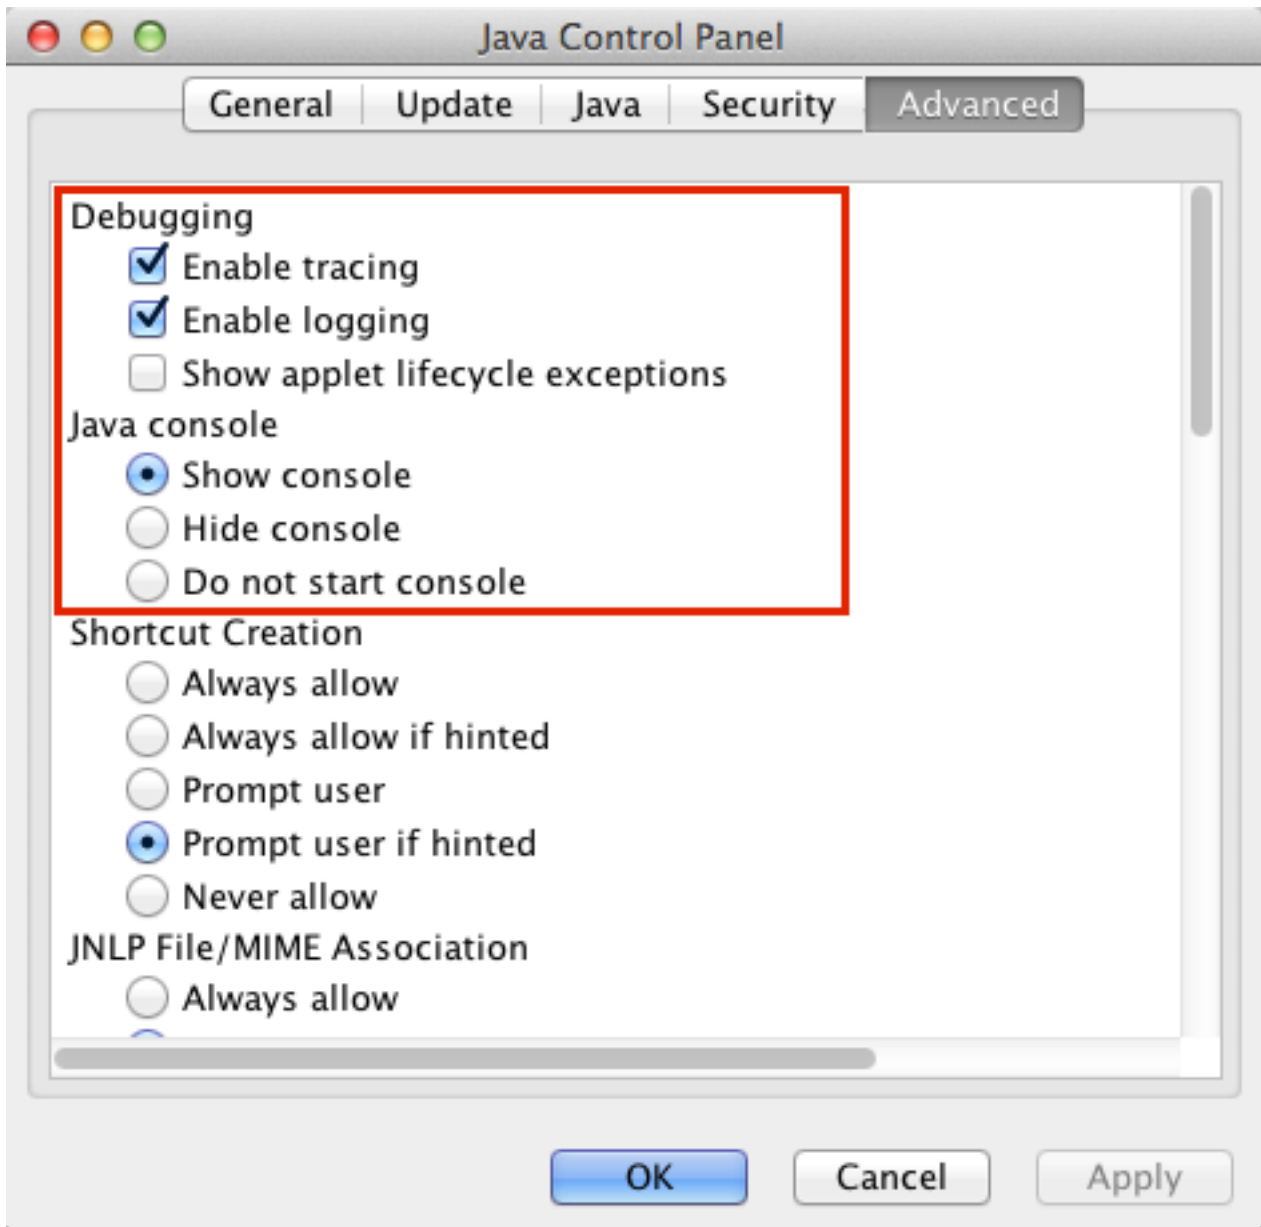 Java Control Panel
General Update Java Security Advanced
Debugging
Enable tracing
Enable logging
Show applet lifecycle exceptions
Java console
Show console
Hide console
Do not start console
Shortcut Creation
Always allow
Always allow if hinted
Prompt user
Prompt user if hinted
Never allow
JNLP File/MIME Association
Always allow
OK Cancel Apply